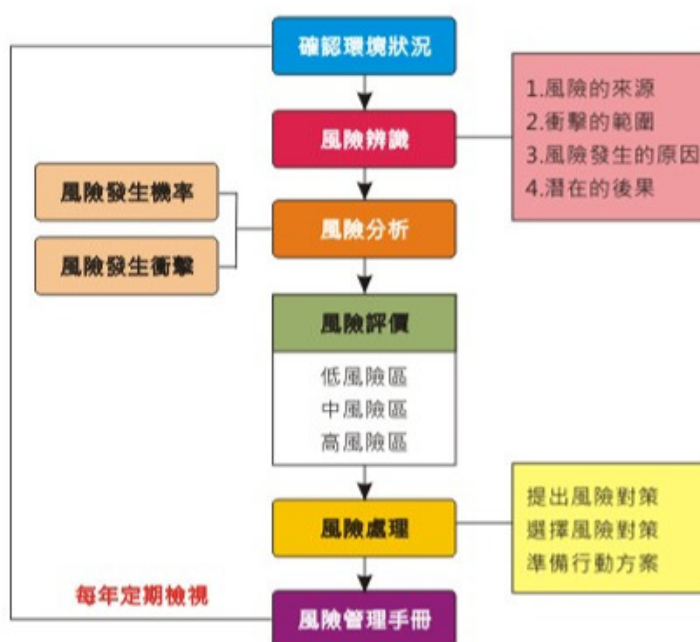 確認環境狀況
風險辨識
1.風險的來源
2.衝擊的範圍
3.風險發生的原因
4.潛在的後果
風險發生機率
風險發生衝擊
風險分析
風險評價
低風險區
中風險區
高風險區
風險處理
提出風險對策
選擇風險對策
準備行動方案
每年定期檢視
風險管理手冊